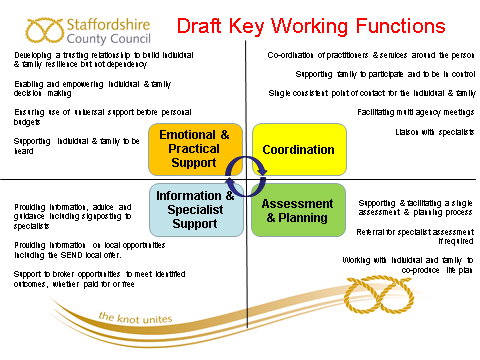 Staffordshire
County Council
Draft Key Working Functions
Developing a trusting relationship to build individual
& family resilience but not dependency
Enabling and empowering individual & family
decision making
Ensuring use of universal support before personal
budgets
Supporting individual & family to be
heard
Co-ordination of practitioners & services around the person
Supporting family to participate and to be in control
Single consistent point of contact for the individual & family
Facilitating multi agency meetings
Liaison with specialists
Emotional &
Practical
Support
Coordination
Information &
Specialist
Support
Assessment
& Planning
Providing information, advice and
guidance including signposting to
specialists
Providing information on local opportunities
including the SEND local offer.
Support to broker opportunities to meet identified
outcomes, whether paid for or free
Supporting & facilitating a single
assessment & planning process
Referral for specialist assessment
if required
Working with individual and family to
co-produce life plan
the knot unites